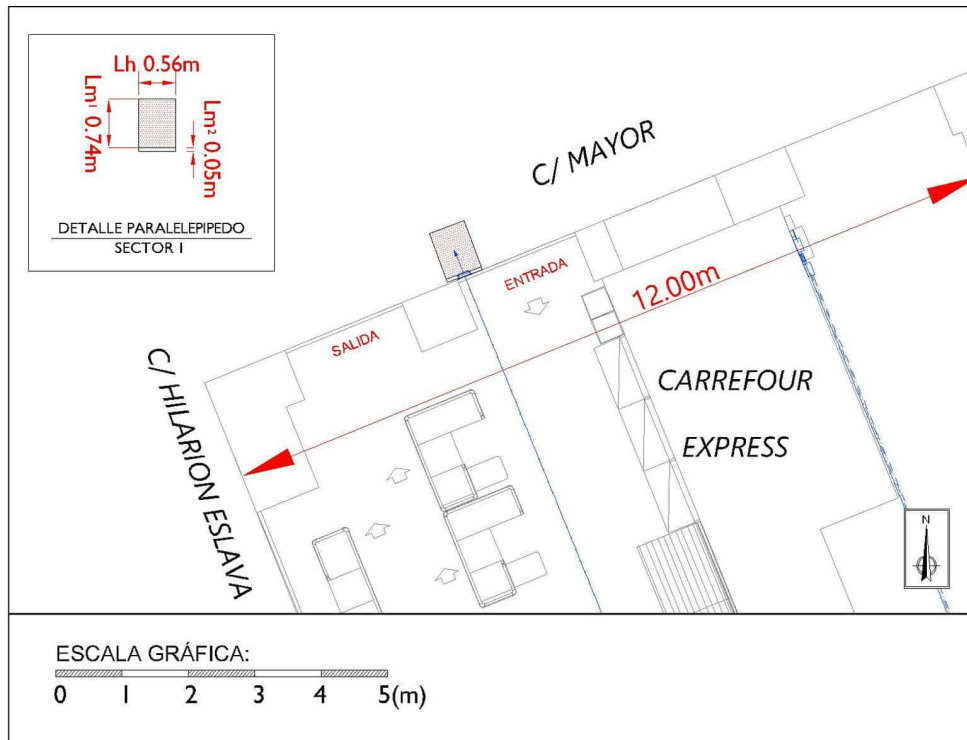 Lh 0.56m
Lm¹ 0.74m
Lm² 0.05m
DETALLE PARALELEPIPEDO
SECTOR I
C/ MAYOR
ENTRADA
SALIDA
12.00m
C/ HILARION ESLAVA
CARREFOUR
EXPRESS
N
ESCALA GRÁFICA:
0 1 2 3 4 5(m)